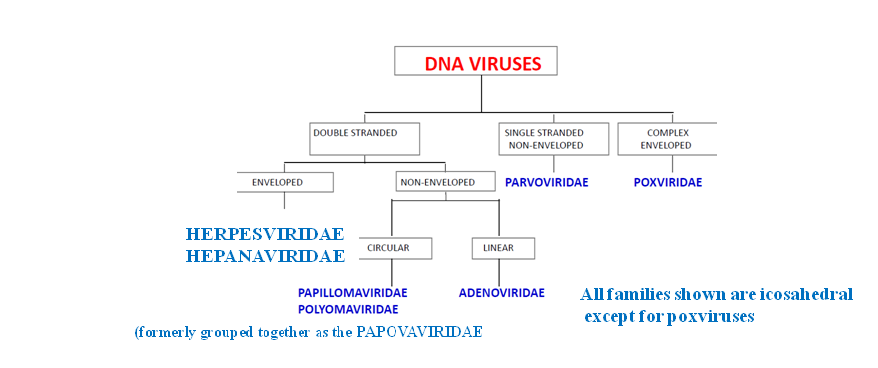 DNA VIRUSES
DOUBLE STRANDED
SINGLE STRANDED
NON-ENVELOPED
COMPLEX
ENVELOPED
ENVELOPED
NON-ENVELOPED
PARVOVIRIDAE
POXVIRIDAE
HERPESVIRIDAE
HEPANAVIRIDAE
CIRCULAR
LINEAR
PAPILLOMAVIRIDAE
POLYOMAVIRIDAE
ADENOVIRIDAE
All families shown are icosahedral
except for poxviruses
(formerly grouped together as the PAPOVAVIRIDAE